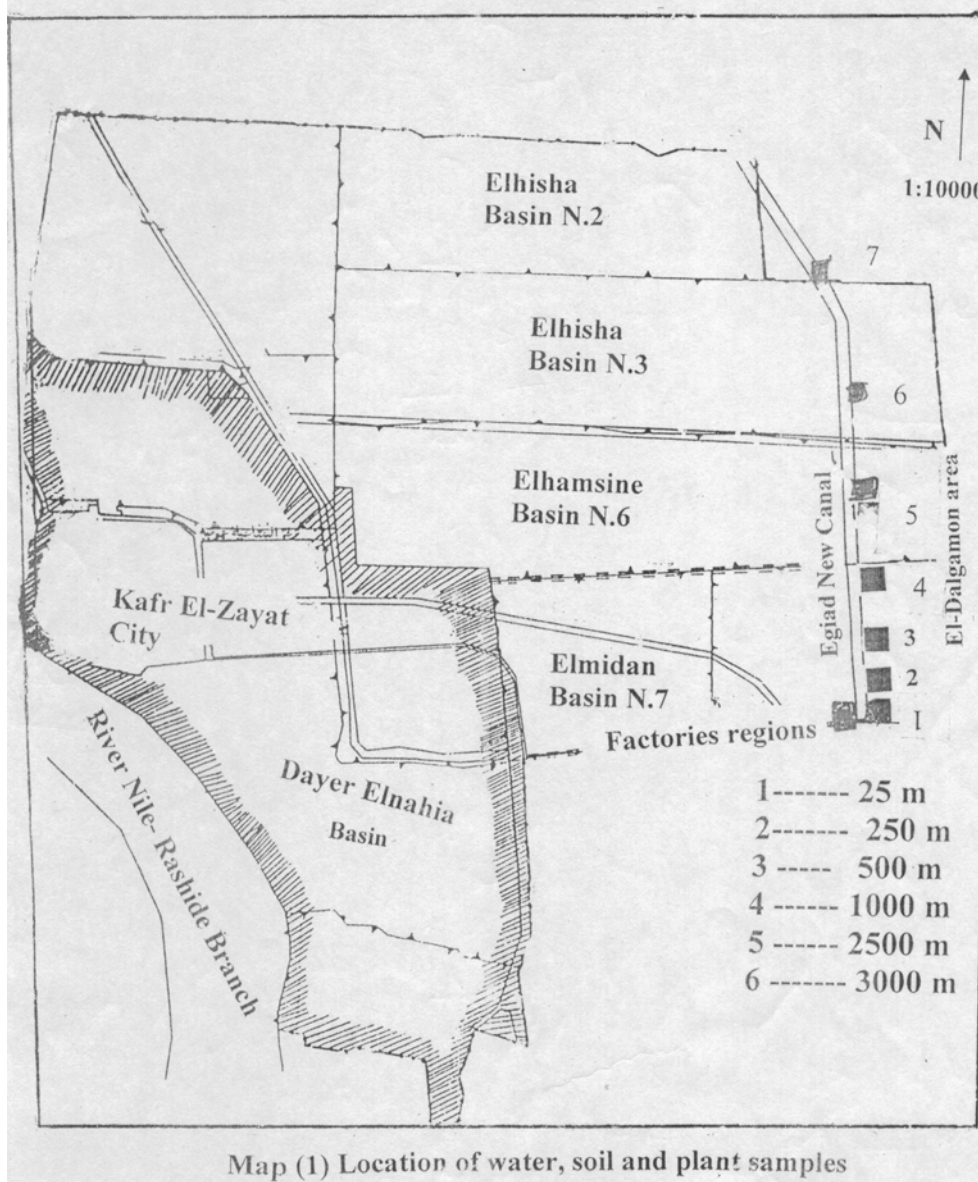 N
1:10000
Elhisha
Basin N.2
7
Elhisha
Basin N.3
6
Elhamsine
Basin N.6
5
Egiad New Canal
El-Dalgamon area
4
Kafr El-Zayat
City
3
Elmidan
Basin N.7
2
1
Factories regions
River Nile- Rashide Branch
Dayer Elnahia
Basin
1------- 25 m
2------- 250 m
3 ----- 500 m
4 ------ 1000 m
5 ------- 2500 m
6 ------ 3000 m
Map (1) Location of water, soil and plant samples